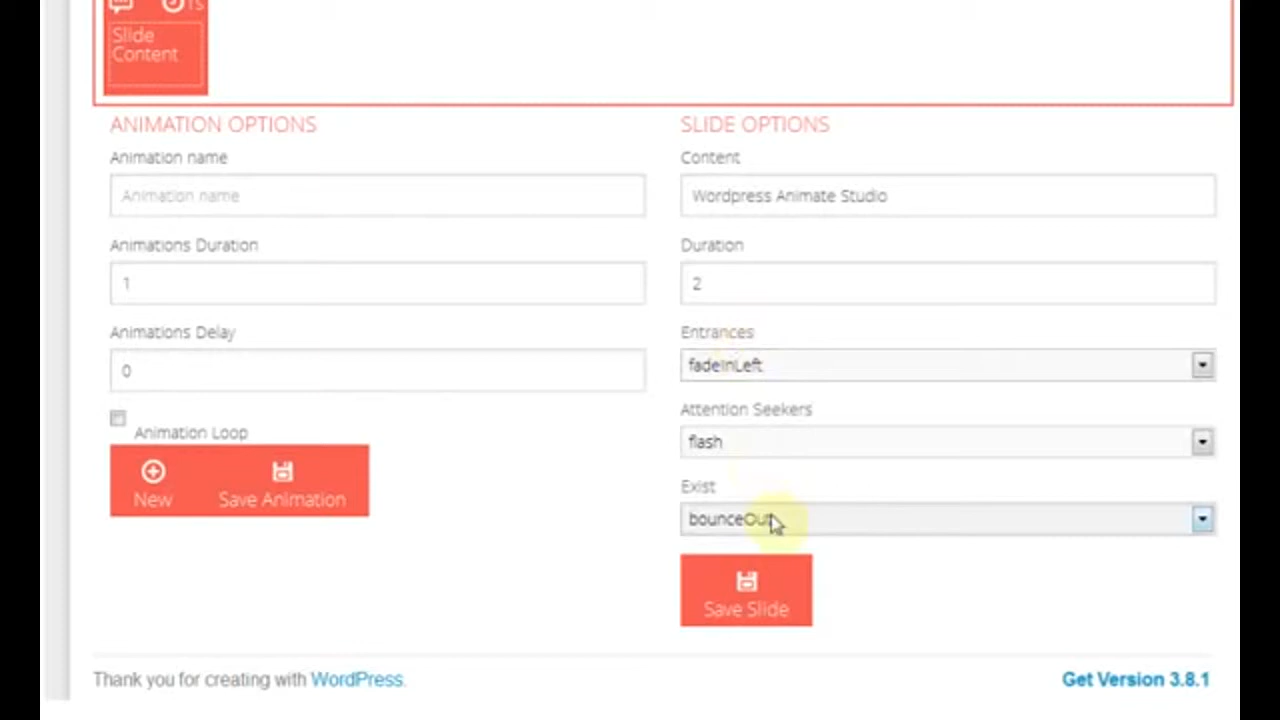 1s
Slide
Content
ANIMATION OPTIONS
Animation name
Animation name
Animations Duration
1
Animations Delay
0
Animation Loop
New
Save Animation
SLIDE OPTIONS
Content
Wordpress Animate Studio
Duration
2
Entrances
fadeInLeft
Attention Seekers
flash
Exist
bounceOut
Save Slide
Thank you for creating with WordPress.
Get Version 3.8.1